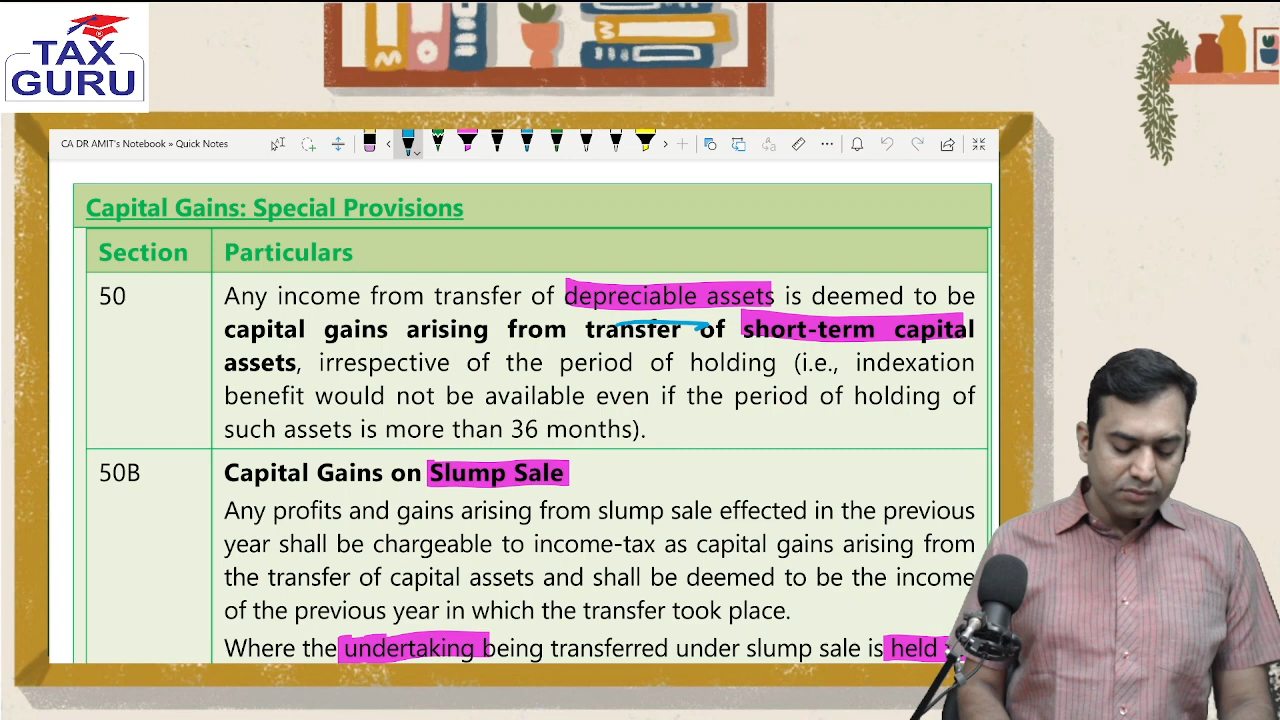 TAX
GURU
CA DR AMIT's Notebook » Quick Notes
Capital Gains: Special Provisions
Section Particulars
50 Any income from transfer of depreciable assets is deemed to be
capital gains arising from transfer of short-term capital
assets, irrespective of the period of holding (i.e., indexation
benefit would not be available even if the period of holding of
such assets is more than 36 months).
50B Capital Gains on Slump Sale
Any profits and gains arising from slump sale effected in the previous
year shall be chargeable to income-tax as capital gains arising from
the transfer of capital assets and shall be deemed to be the income
of the previous year in which the transfer took place.
Where the undertaking being transferred under slump sale is held